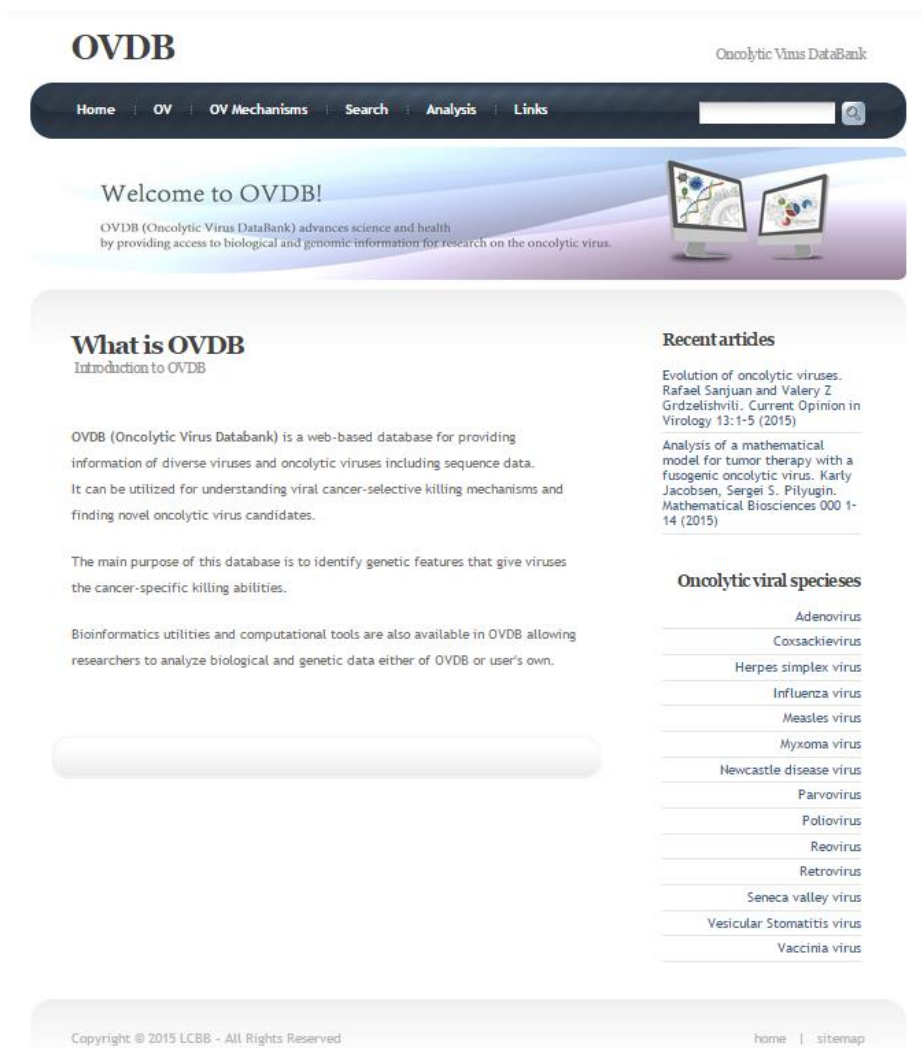 OVDB
Oncolytic Virus DataBank
Home
OV
OV Mechanisms
Search
Analysis
Links
Welcome to OVDB!
OVDB (Oncolytic Virus DataBank) advances science and health
by providing access to biological and genomic information for research on the oncolytic virus.
What is OVDB
Introduction to OVDB
OVDB (Oncolytic Virus Databank) is a web-based database for providing
information of diverse viruses and oncolytic viruses including sequence data.
It can be utilized for understanding viral cancer-selective killing mechanisms and
finding novel oncolytic virus candidates.
The main purpose of this database is to identify genetic features that give viruses
the cancer-specific killing abilities.
Bioinformatics utilities and computational tools are also available in OVDB allowing
researchers to analyze biological and genetic data either of OVDB or user's own.
Recent articles
Evolution of oncolytic viruses.
Rafael Sanjuan and Valery Z
Grdzelishvili. Current Opinion in
Virology 13:1-5 (2015)
Analysis of a mathematical
model for tumor therapy with a
fusogenic oncolytic virus. Karly
Jacobsen, Sergei S. Pilyugin.
Mathematical Biosciences 000 1-
14 (2015)
Oncolytic viral specieses
Adenovirus
Coxsackievirus
Herpes simplex virus
Influenza virus
Measles virus
Myxoma virus
Newcastle disease virus
Parvovirus
Poliovirus
Reovirus
Retrovirus
Seneca valley virus
Vesicular Stomatitis virus
Vaccinia virus
Copyright © 2015 LCBB - All Rights Reserved
home | sitemap